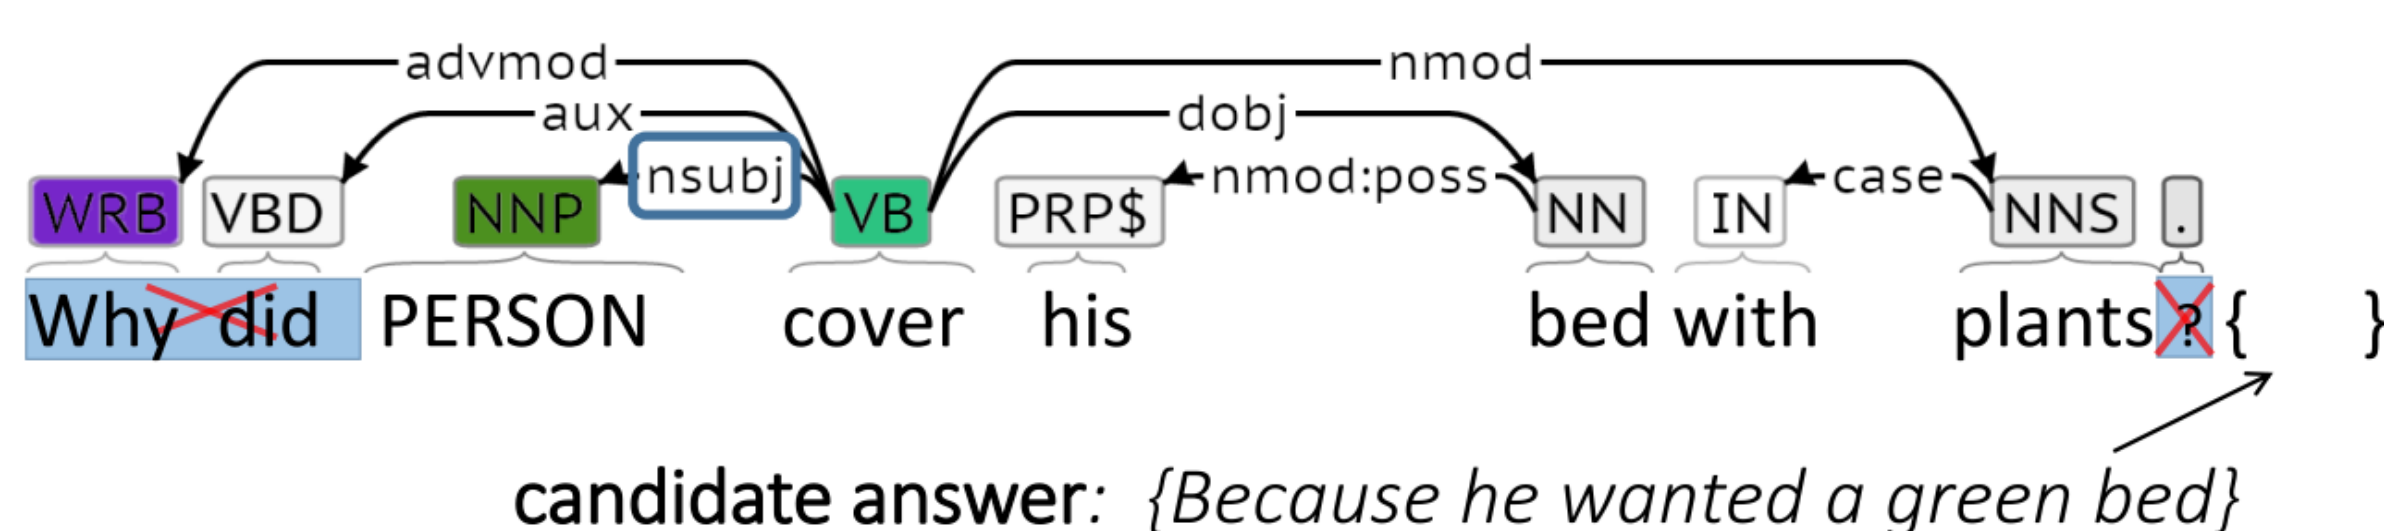 advmod nmod
aux dobj
nsubj nmod:poss case
WRB VBD NNP VB PRP$ NN IN NNS .
Why did PERSON cover his bed with plants ? { }
candidate answer: {Because he wanted a green bed}